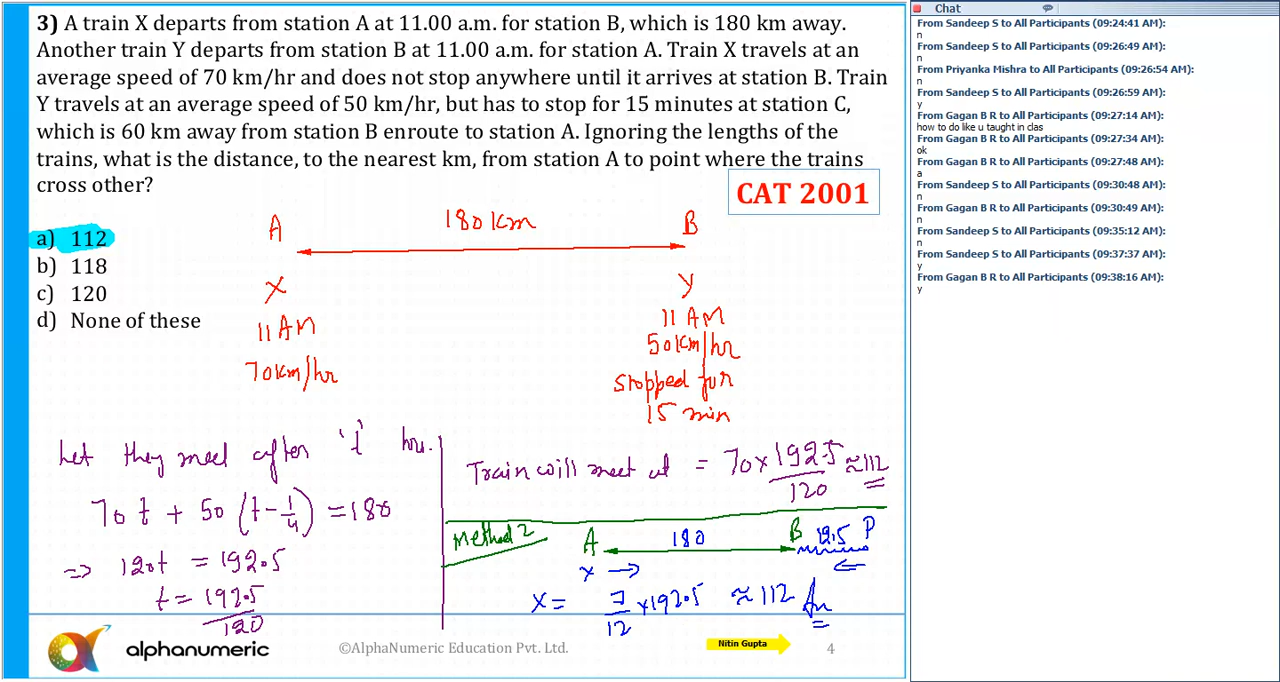 3) A train X departs from station A at 11.00 a.m. for station B, which is 180 km away.
Another train Y departs from station B at 11.00 a.m. for station A. Train X travels at an
average speed of 70 km/hr and does not stop anywhere until it arrives at station B. Train
Y travels at an average speed of 50 km/hr, but has to stop for 15 minutes at station C,
which is 60 km away from station B enroute to station A. Ignoring the lengths of the
trains, what is the distance, to the nearest km, from station A to point where the trains
cross other?
CAT 2001
a) 112
b) 118
c) 120
d) None of these
A 180 km B
X Y
11 AM 11 AM
70km/hr 50km/hr
stopped for
15 min
Let they meet after 't' hrs.
70 t + 50 (t - 1/4) = 180
=> 120t = 192.5
t = 192.5/120
Train will meet at = 70 x 192.5/120 ≈ 112
Method 2
A 180 B 12.5 P
x →
x = 7/12 x 192.5 ≈ 112 An
alphanumeric
©AlphaNumeric Education Pvt. Ltd.
Nitin Gupta
4
Chat
From Sandeep S to All Participants (09:24:41 AM):
n
From Sandeep S to All Participants (09:26:49 AM):
n
From Priyanka Mishra to All Participants (09:26:54 AM):
n
From Sandeep S to All Participants (09:26:59 AM):
y
From Gagan B R to All Participants (09:27:14 AM):
how to do like u taught in clas
From Gagan B R to All Participants (09:27:34 AM):
ok
From Gagan B R to All Participants (09:27:48 AM):
a
From Sandeep S to All Participants (09:30:48 AM):
n
From Gagan B R to All Participants (09:30:49 AM):
n
From Sandeep S to All Participants (09:35:12 AM):
n
From Sandeep S to All Participants (09:37:37 AM):
y
From Gagan B R to All Participants (09:38:16 AM):
y